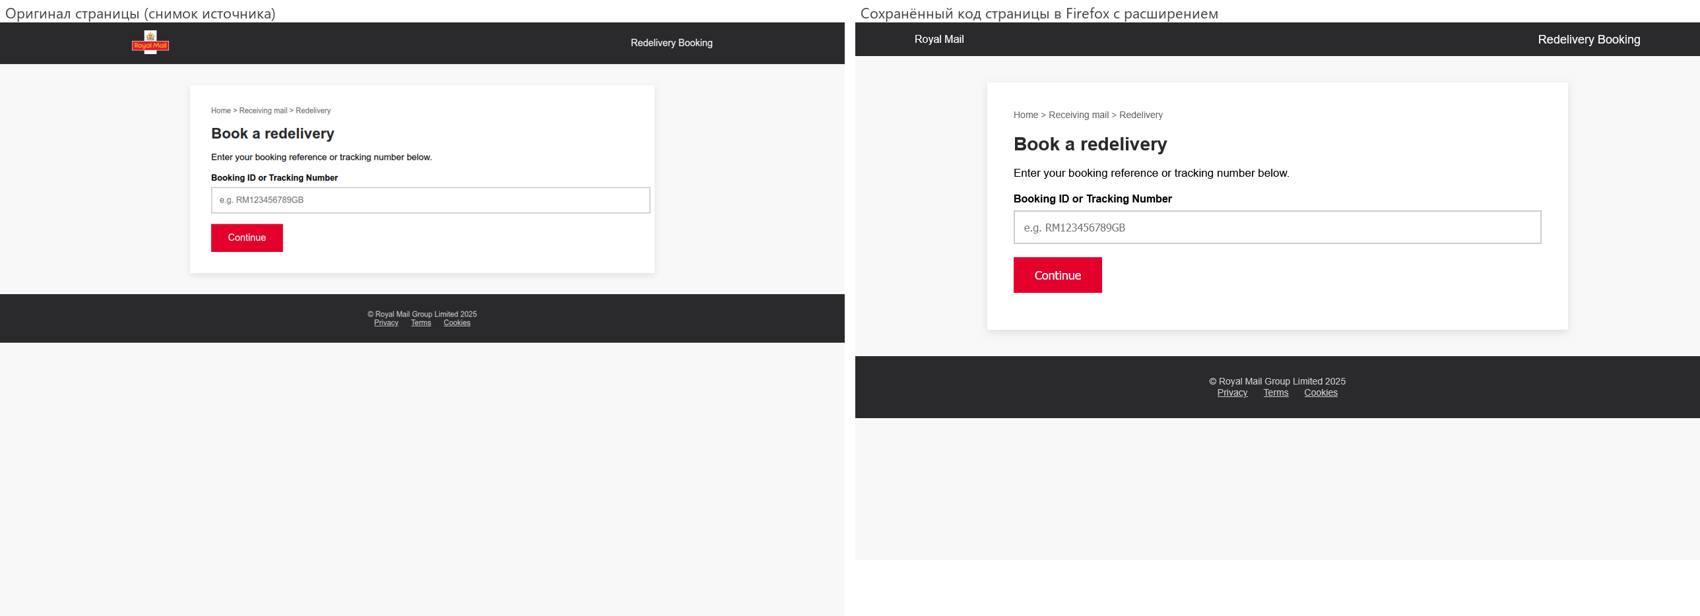 Оригинал страницы (снимок источника)
Royal Mail
Redelivery Booking
Home > Receiving mail > Redelivery
Book a redelivery
Enter your booking reference or tracking number below.
Booking ID or Tracking Number
e.g. RM123456789GB
Continue
© Royal Mail Group Limited 2025
Privacy Terms Cookies
Сохранённый код страницы в Firefox с расширением
Royal Mail
Redelivery Booking
Home > Receiving mail > Redelivery
Book a redelivery
Enter your booking reference or tracking number below.
Booking ID or Tracking Number
e.g. RM123456789GB
Continue
© Royal Mail Group Limited 2025
Privacy Terms Cookies